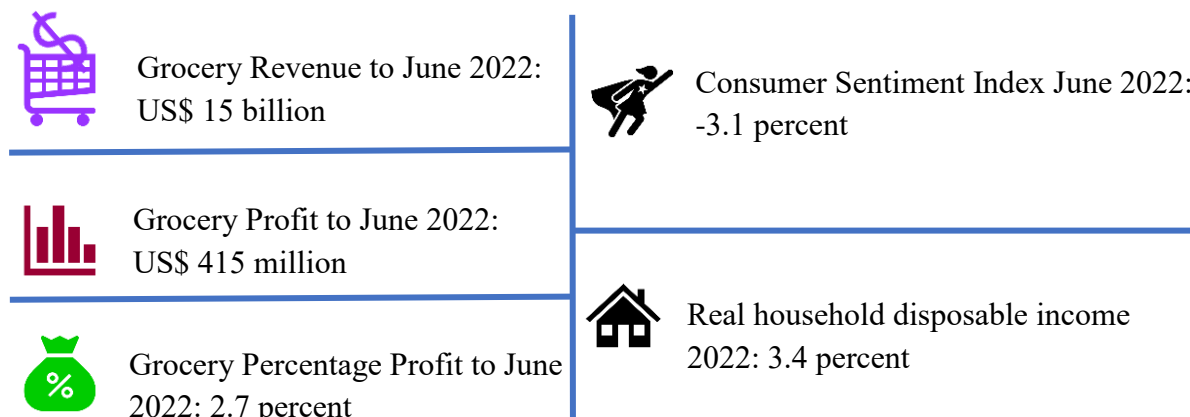 Grocery Revenue to June 2022:
US$ 15 billion
Grocery Profit to June 2022:
US$ 415 million
%
Grocery Percentage Profit to June
2022: 2.7 percent
Consumer Sentiment Index June 2022:
-3.1 percent
Real household disposable income
2022: 3.4 percent